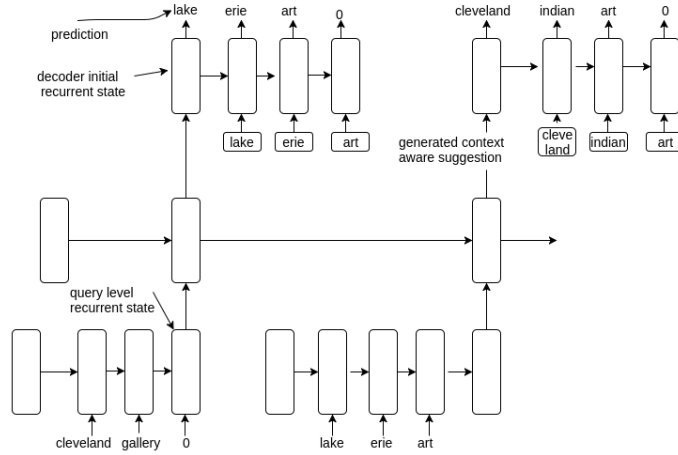 lake erie art 0
cleveland indian art 0
prediction
decoder initial
recurrent state
lake erie art
generated context
aware suggestion
cleve
land
indian art
query level
recurrent state
cleveland gallery 0
lake erie art